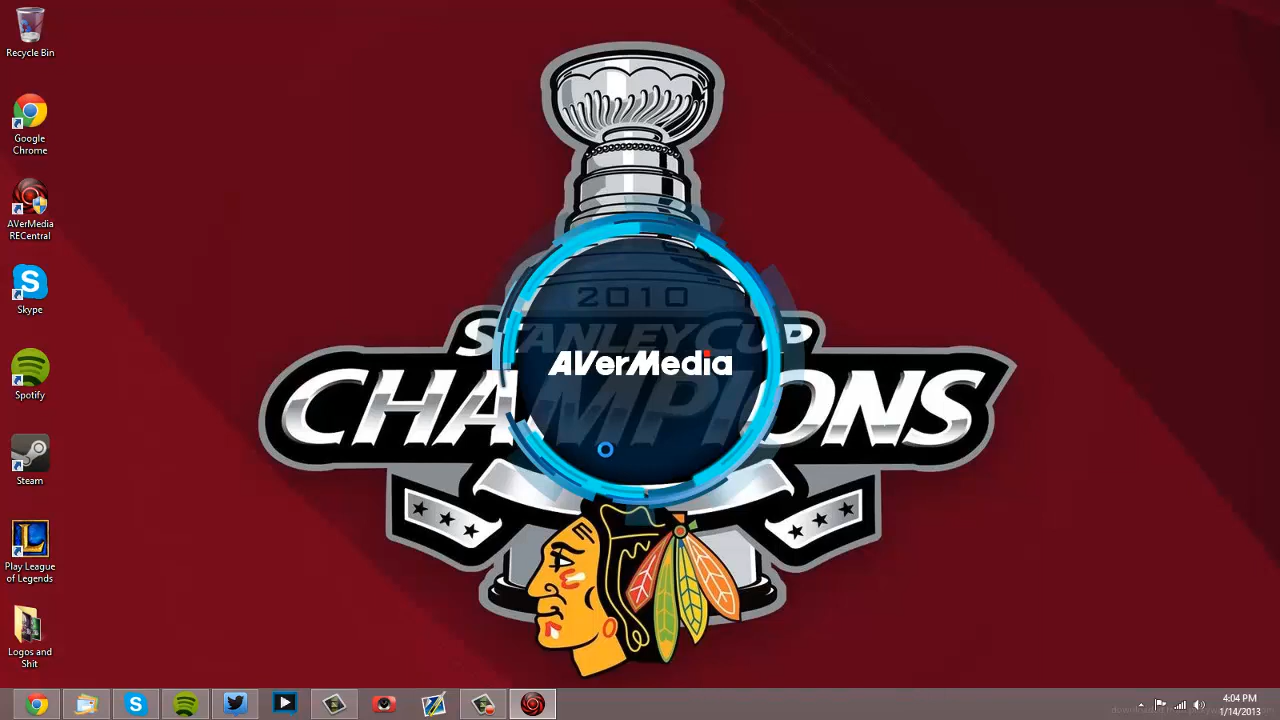 Recycle Bin
Google
Chrome
AVerMedia
RECentral
Skype
Spotify
Steam
Play League
of Legends
Logos and
Shit
2010
STANLEY CUP
CHAMPIONS
AVerMedia
4:04 PM
1/14/2013